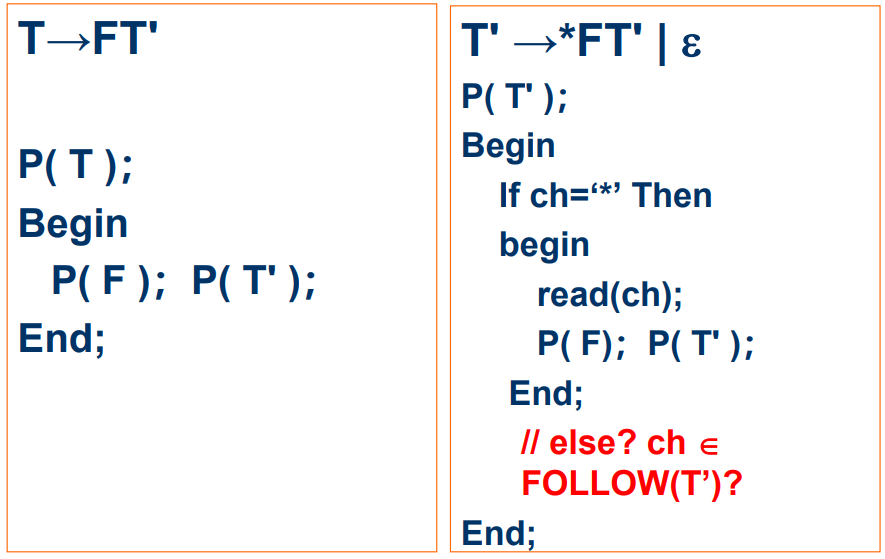 T→FT'
P( T );
Begin
P( F );  P( T' );
End;
T' →*FT' | ε
P( T' );
Begin
If ch=‘*’ Then
begin
read(ch);
P( F);  P( T' );
End;
// else? ch ∈
FOLLOW(T’)?
End;